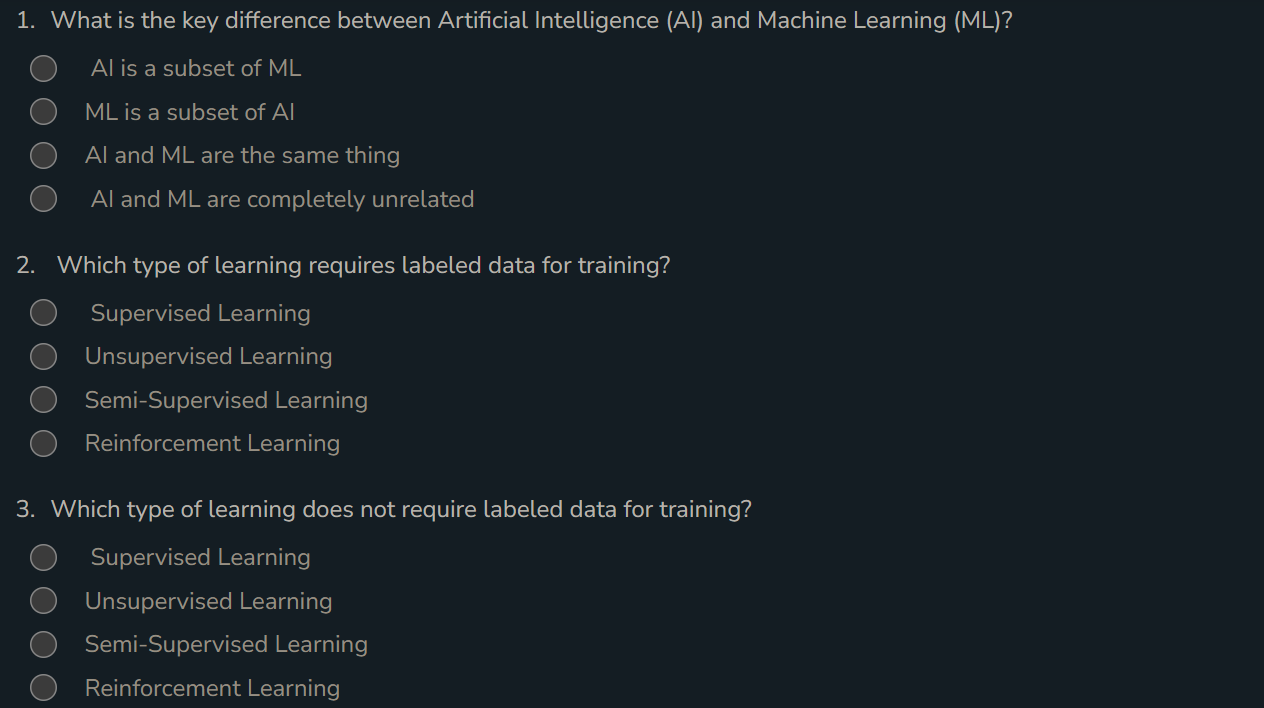 1. What is the key difference between Artificial Intelligence (AI) and Machine Learning (ML)?
AI is a subset of ML
ML is a subset of AI
AI and ML are the same thing
AI and ML are completely unrelated
2. Which type of learning requires labeled data for training?
Supervised Learning
Unsupervised Learning
Semi-Supervised Learning
Reinforcement Learning
3. Which type of learning does not require labeled data for training?
Supervised Learning
Unsupervised Learning
Semi-Supervised Learning
Reinforcement Learning